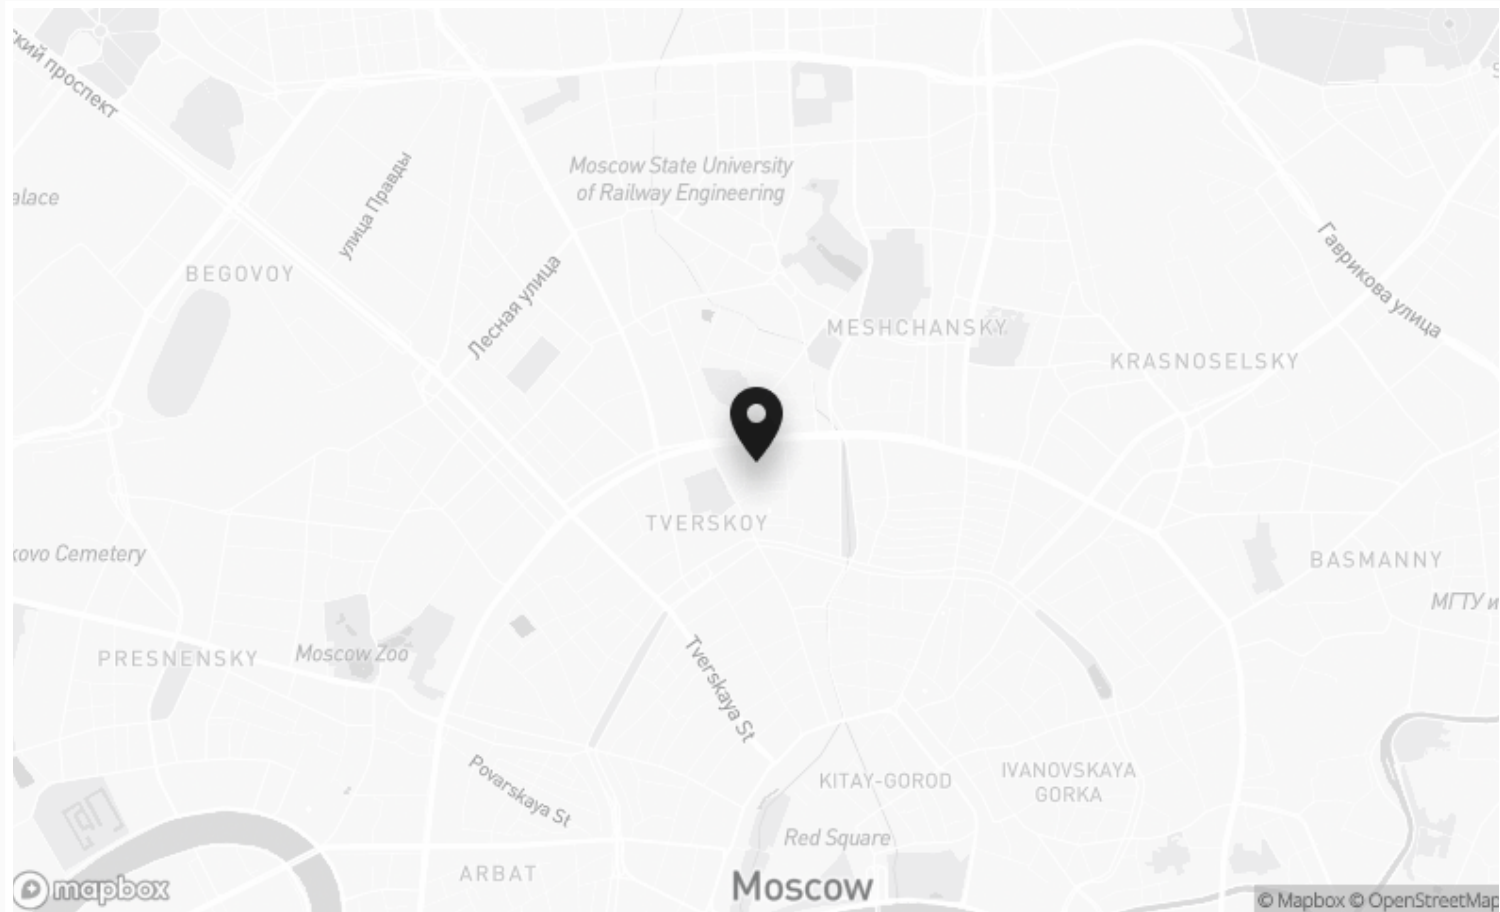 ский проспект
улица Правды
Moscow State University
of Railway Engineering
alace
BEGOVOY
Лесная улица
Гаврикова улица
MESHCHANSKY
KRASNOSELSKY
TVERSKOY
BASMANNY
kovo Cemetery
МГТУ и
PRESNENSKY
Moscow Zoo
Tverskaya St
Povarskaya St
KITAY-GOROD
IVANOVSKAYA
GORKA
Red Square
ARBAT
Moscow
mapbox
© Mapbox © OpenStreetMap